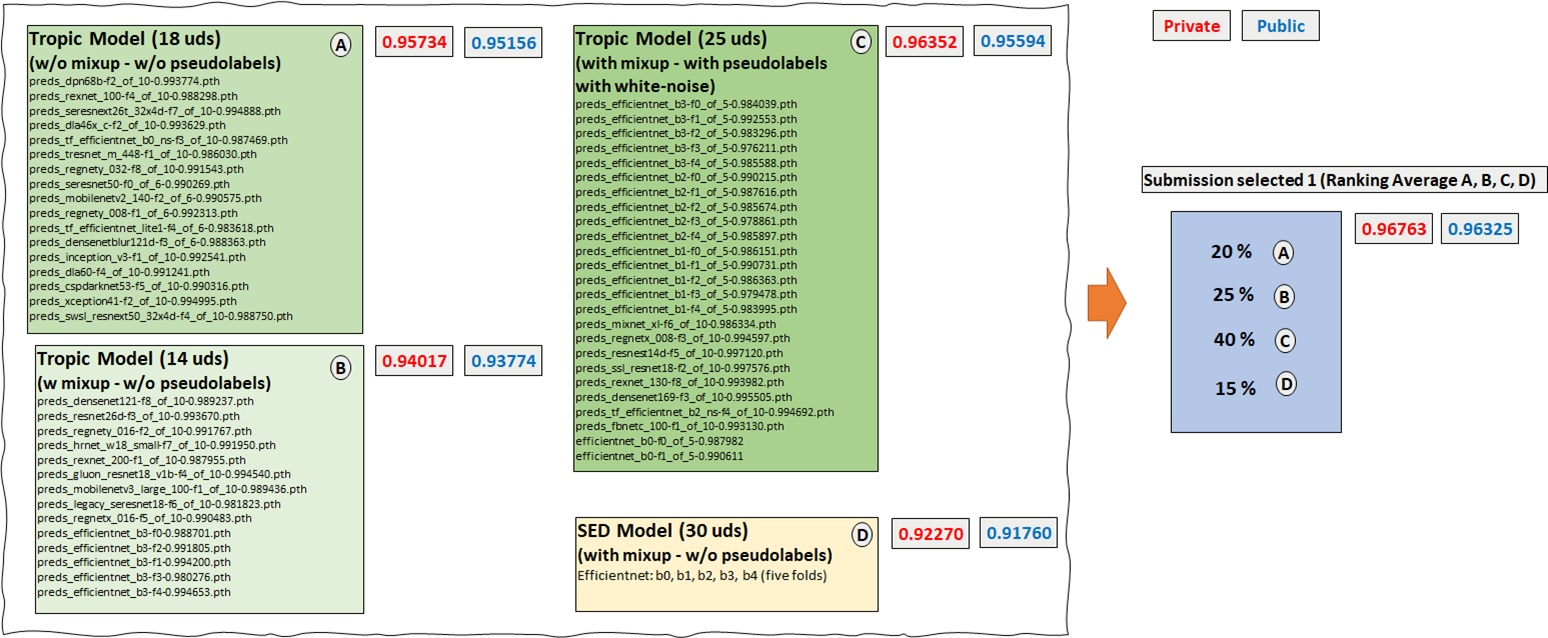 Tropic Model (18 uds)
(w/o mixup - w/o pseudolabels)
A
0.95734
0.95156
preds_dpn68b-f2_of_10-0.993774.pth
preds_rexnet_100-f4_of_10-0.988298.pth
preds_seresnext26t_32x4d-f7_of_10-0.994888.pth
preds_dla46x_c-f2_of_10-0.993629.pth
preds_tf_efficientnet_b0_ns-f3_of_10-0.987469.pth
preds_tresnet_m_448-f1_of_10-0.986030.pth
preds_regnety_032-f8_of_10-0.991543.pth
preds_seresnet50-f0_of_6-0.990269.pth
preds_mobilenetv2_140-f2_of_6-0.990575.pth
preds_regnety_008-f1_of_6-0.992313.pth
preds_tf_efficientnet_lite1-f4_of_6-0.983618.pth
preds_densenetblur121d-f3_of_6-0.988363.pth
preds_inception_v3-f1_of_10-0.992541.pth
preds_dla60-f4_of_10-0.991241.pth
preds_cspdarknet53-f5_of_10-0.990316.pth
preds_xception41-f2_of_10-0.994995.pth
preds_swsl_resnext50_32x4d-f4_of_10-0.988750.pth
Tropic Model (14 uds)
(w mixup - w/o pseudolabels)
B
0.94017
0.93774
preds_densenet121-f8_of_10-0.989237.pth
preds_resnet26d-f3_of_10-0.993670.pth
preds_regnety_016-f2_of_10-0.991767.pth
preds_hrnet_w18_small-f7_of_10-0.991950.pth
preds_rexnet_200-f1_of_10-0.987955.pth
preds_gluon_resnet18_v1b-f4_of_10-0.994540.pth
preds_mobilenetv3_large_100-f1_of_10-0.989436.pth
preds_legacy_seresnet18-f6_of_10-0.981823.pth
preds_regnetx_016-f5_of_10-0.990483.pth
preds_efficientnet_b3-f0-0.988701.pth
preds_efficientnet_b3-f2-0.991805.pth
preds_efficientnet_b3-f1-0.994200.pth
preds_efficientnet_b3-f3-0.980276.pth
preds_efficientnet_b3-f4-0.994653.pth
Tropic Model (25 uds)
(with mixup - with pseudolabels
with white-noise)
C
0.96352
0.95594
preds_efficientnet_b3-f0_of_5-0.984039.pth
preds_efficientnet_b3-f1_of_5-0.992553.pth
preds_efficientnet_b3-f2_of_5-0.983296.pth
preds_efficientnet_b3-f3_of_5-0.976211.pth
preds_efficientnet_b3-f4_of_5-0.985588.pth
preds_efficientnet_b2-f0_of_5-0.990215.pth
preds_efficientnet_b2-f1_of_5-0.987616.pth
preds_efficientnet_b2-f2_of_5-0.985674.pth
preds_efficientnet_b2-f3_of_5-0.978861.pth
preds_efficientnet_b2-f4_of_5-0.985897.pth
preds_efficientnet_b1-f0_of_5-0.986151.pth
preds_efficientnet_b1-f1_of_5-0.990731.pth
preds_efficientnet_b1-f2_of_5-0.986363.pth
preds_efficientnet_b1-f3_of_5-0.979478.pth
preds_efficientnet_b1-f4_of_5-0.983995.pth
preds_mixnet_xl-f6_of_10-0.986334.pth
preds_regnetx_008-f3_of_10-0.994597.pth
preds_resnest14d-f5_of_10-0.997120.pth
preds_ssl_resnet18-f2_of_10-0.997576.pth
preds_rexnet_130-f8_of_10-0.993982.pth
preds_densenet169-f3_of_10-0.995505.pth
preds_tf_efficientnet_b2_ns-f4_of_10-0.994692.pth
preds_fbnetc_100-f1_of_10-0.993130.pth
efficientnet_b0-f0_of_5-0.987982
efficientnet_b0-f1_of_5-0.990611
SED Model (30 uds)
(with mixup - w/o pseudolabels)
D
0.92270
0.91760
Efficientnet: b0, b1, b2, b3, b4 (five folds)
Private
Public
Submission selected 1 (Ranking Average A, B, C, D)
0.96763
0.96325
20 % A
25 % B
40 % C
15 % D